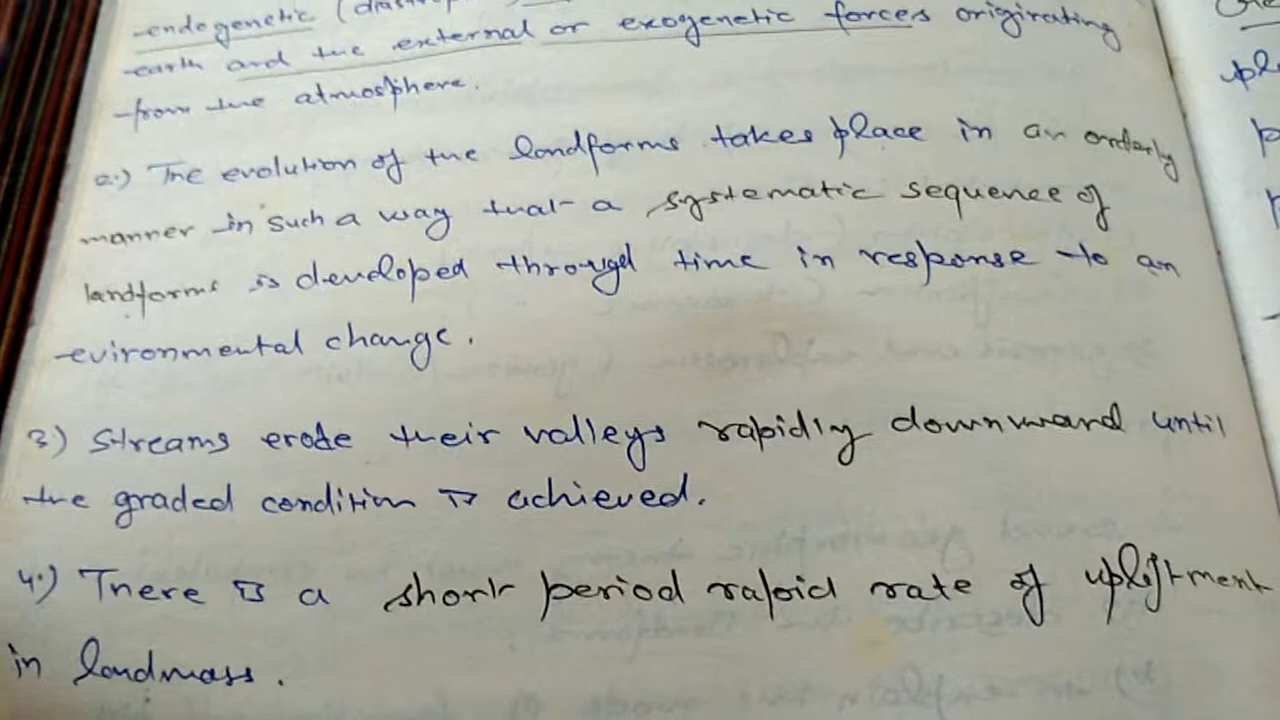 endogenetic
earth and the external or exogenetic forces originating
from the atmosphere.
2.) The evolution of the landforms takes place in an orderly
manner in such a way that a systematic sequence of
landforms is developed through time in response to an
evironmental change.
3) Streams erode their valleys rapidly downward until
the graded condition is achieved.
4.) There is a short period rapid rate of upliftment
in landmass.